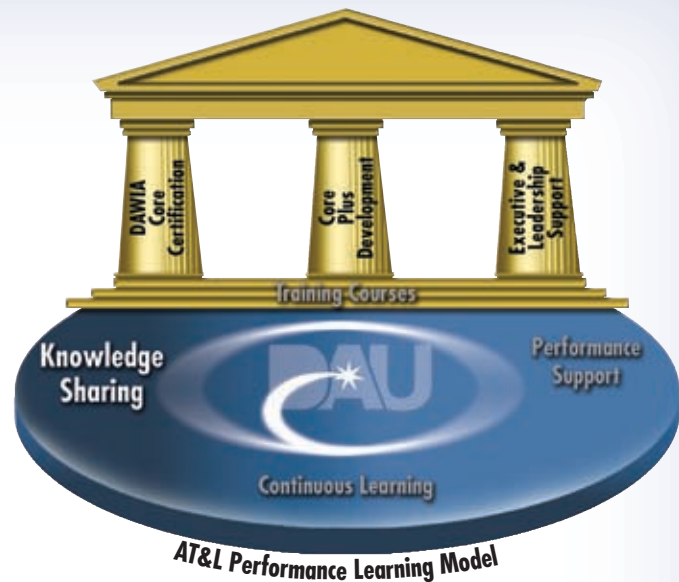 DAWIA
Core
Certification
Core
Plus
Development
Executive &
Leadership
Support
Training Courses
Knowledge
Sharing
DAU
Performance
Support
Continuous Learning
AT&L Performance Learning Model